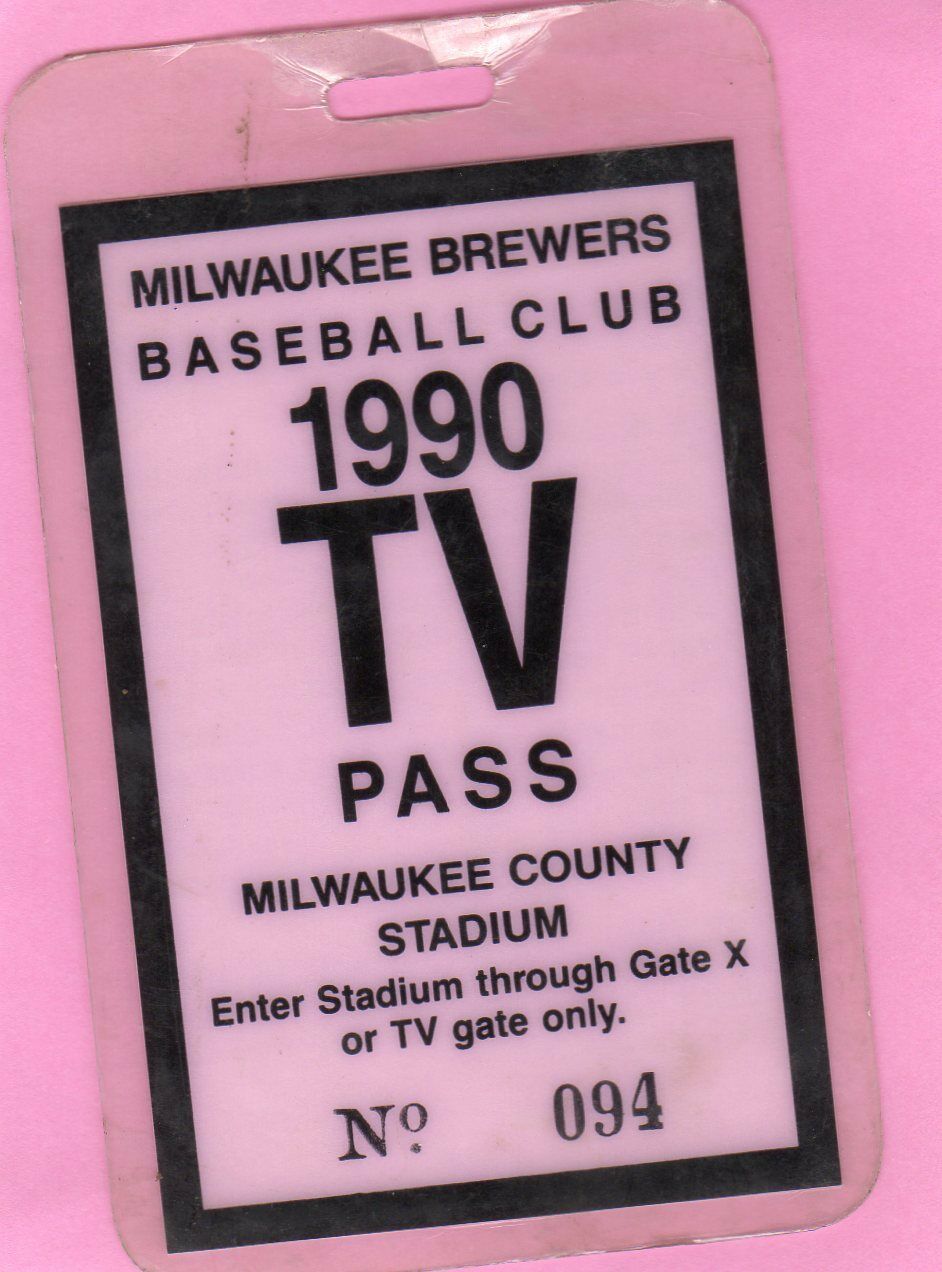 MILWAUKEE BREWERS
BASEBALL CLUB
1990
TV
PASS
MILWAUKEE COUNTY
STADIUM
Enter Stadium through Gate X
or TV gate only.
Nº 094